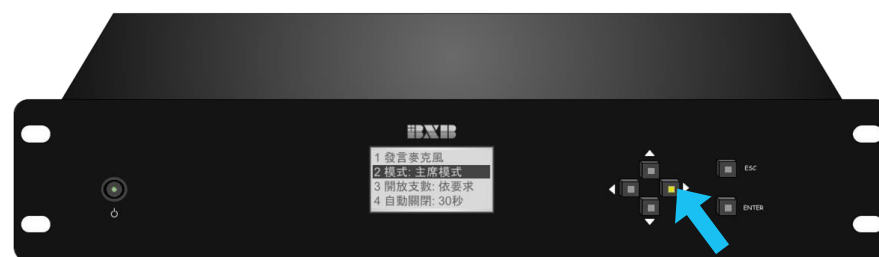 BXB
1 發言麥克風
2 模式: 主席模式
3 開放支數: 依要求
4 自動關閉: 30秒
ESC
ENTER